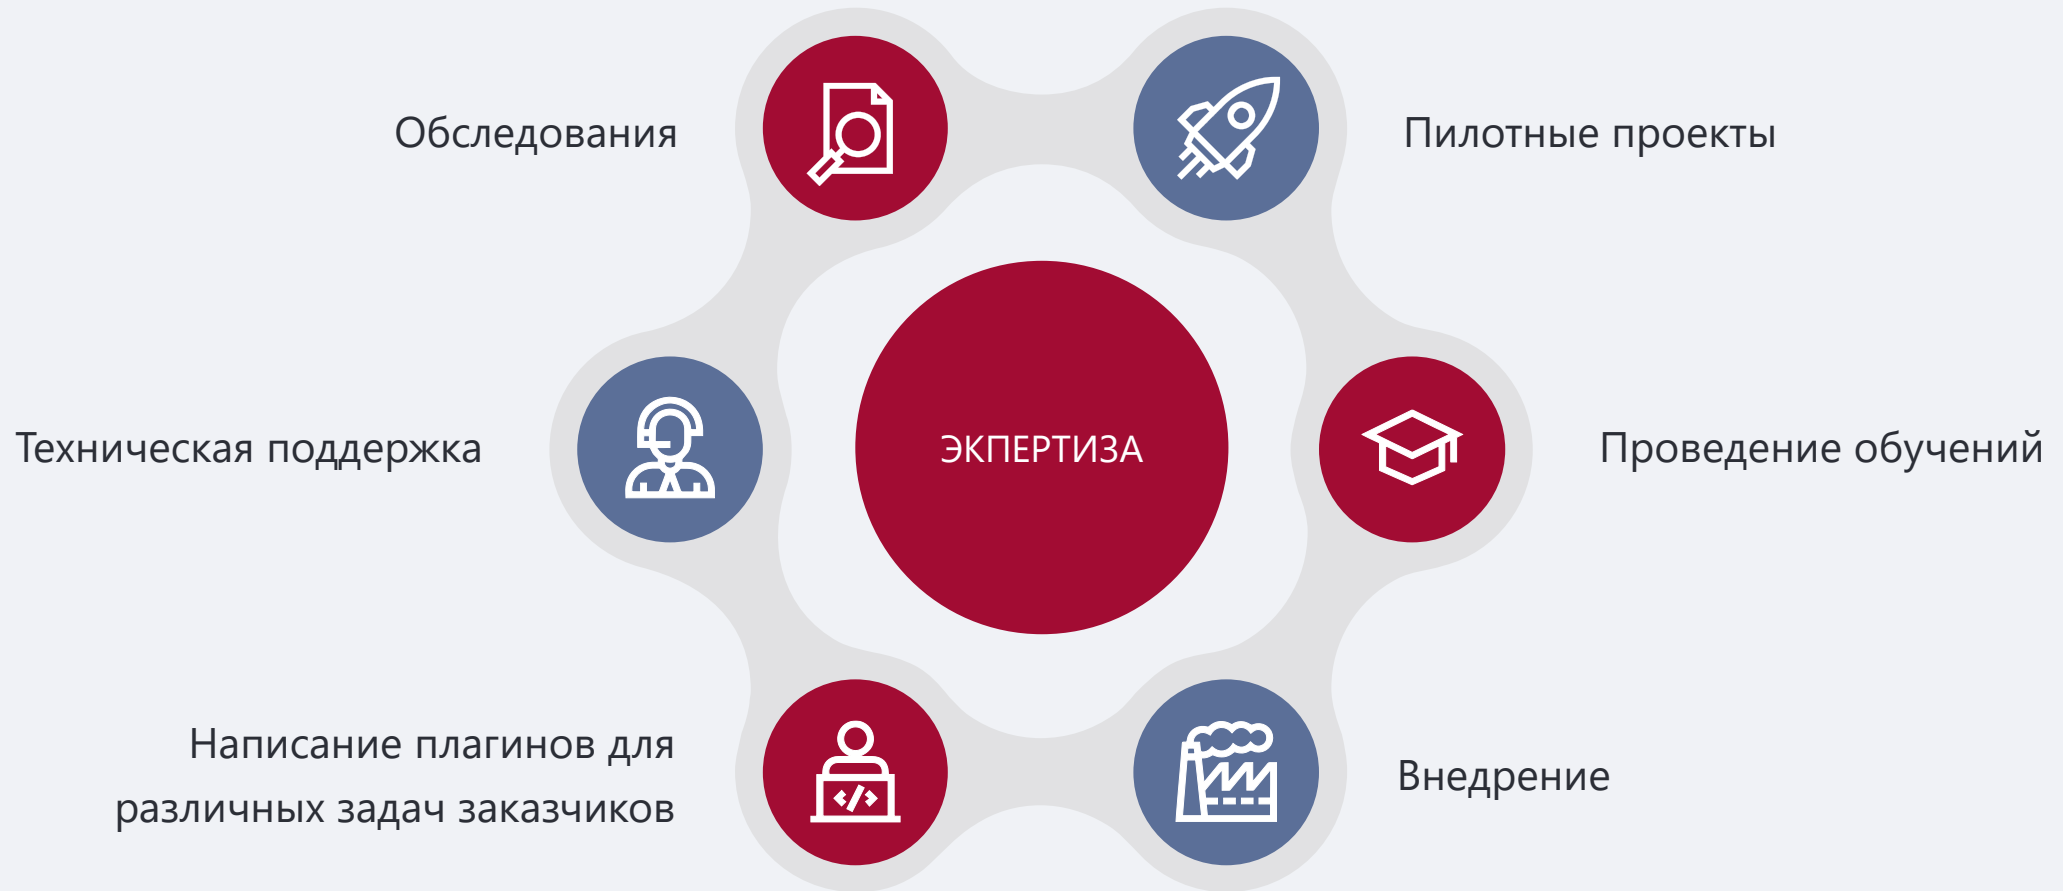 Обследования
Пилотные проекты
Техническая поддержка
ЭКПЕРТИЗА
Проведение обучений
Написание плагинов для
различных задач заказчиков
Внедрение